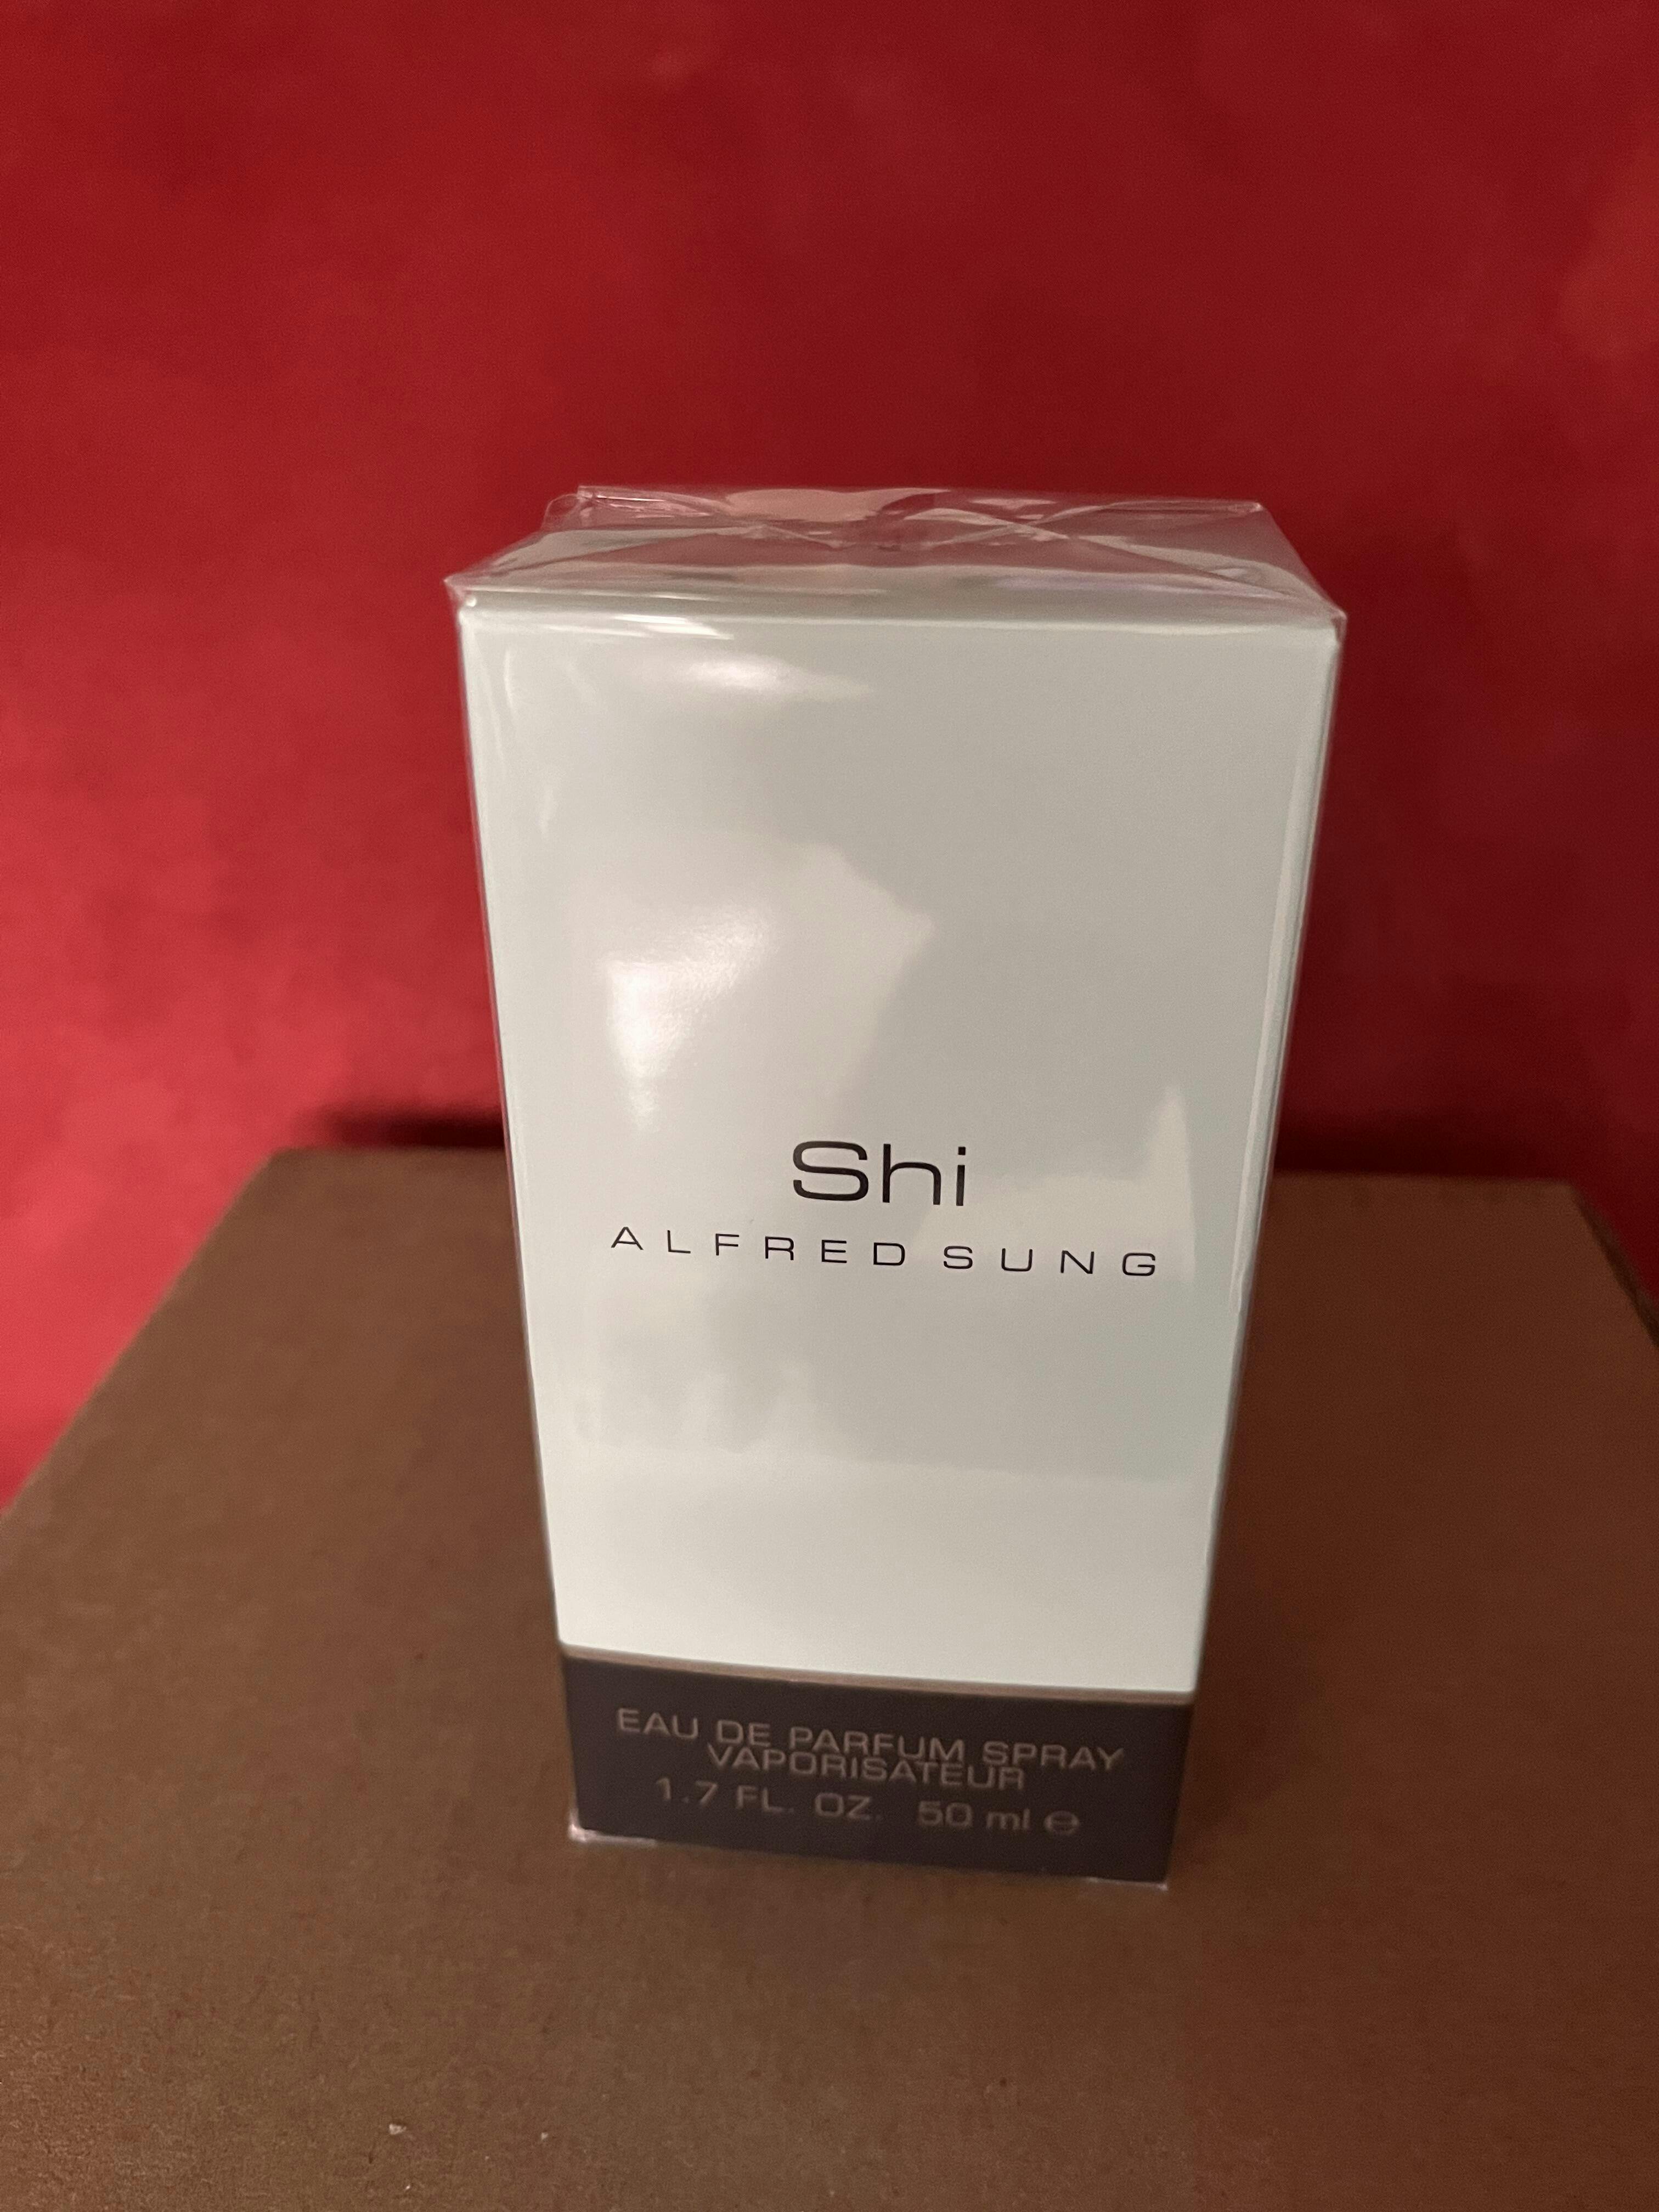 Shi
ALFRED SUNG
EAU DE PARFUM SPRAY
VAPORISATEUR
1.7 FL. OZ. 50 ml ℮